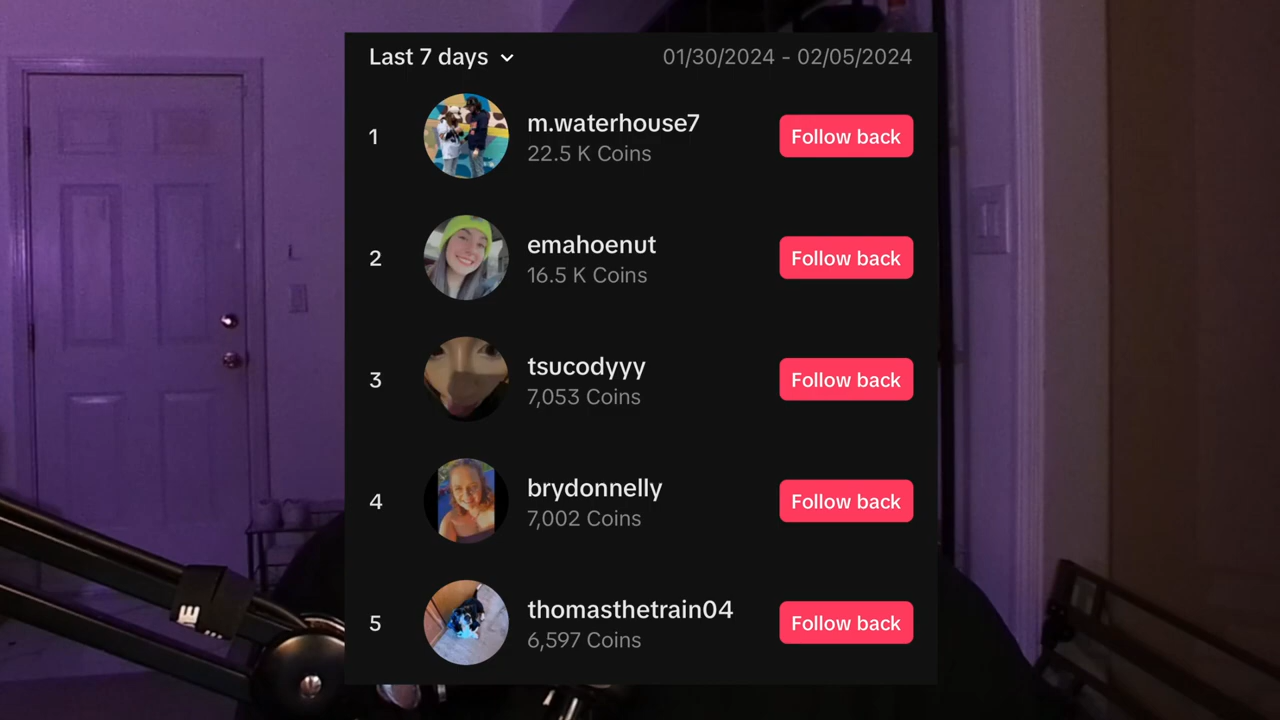 Last 7 days
01/30/2024 - 02/05/2024
1
m.waterhouse7
22.5 K Coins
Follow back
2
emahoenut
16.5 K Coins
Follow back
3
tsucodyyy
7,053 Coins
Follow back
4
brydonnelly
7,002 Coins
Follow back
5
thomasthetrain04
6,597 Coins
Follow back